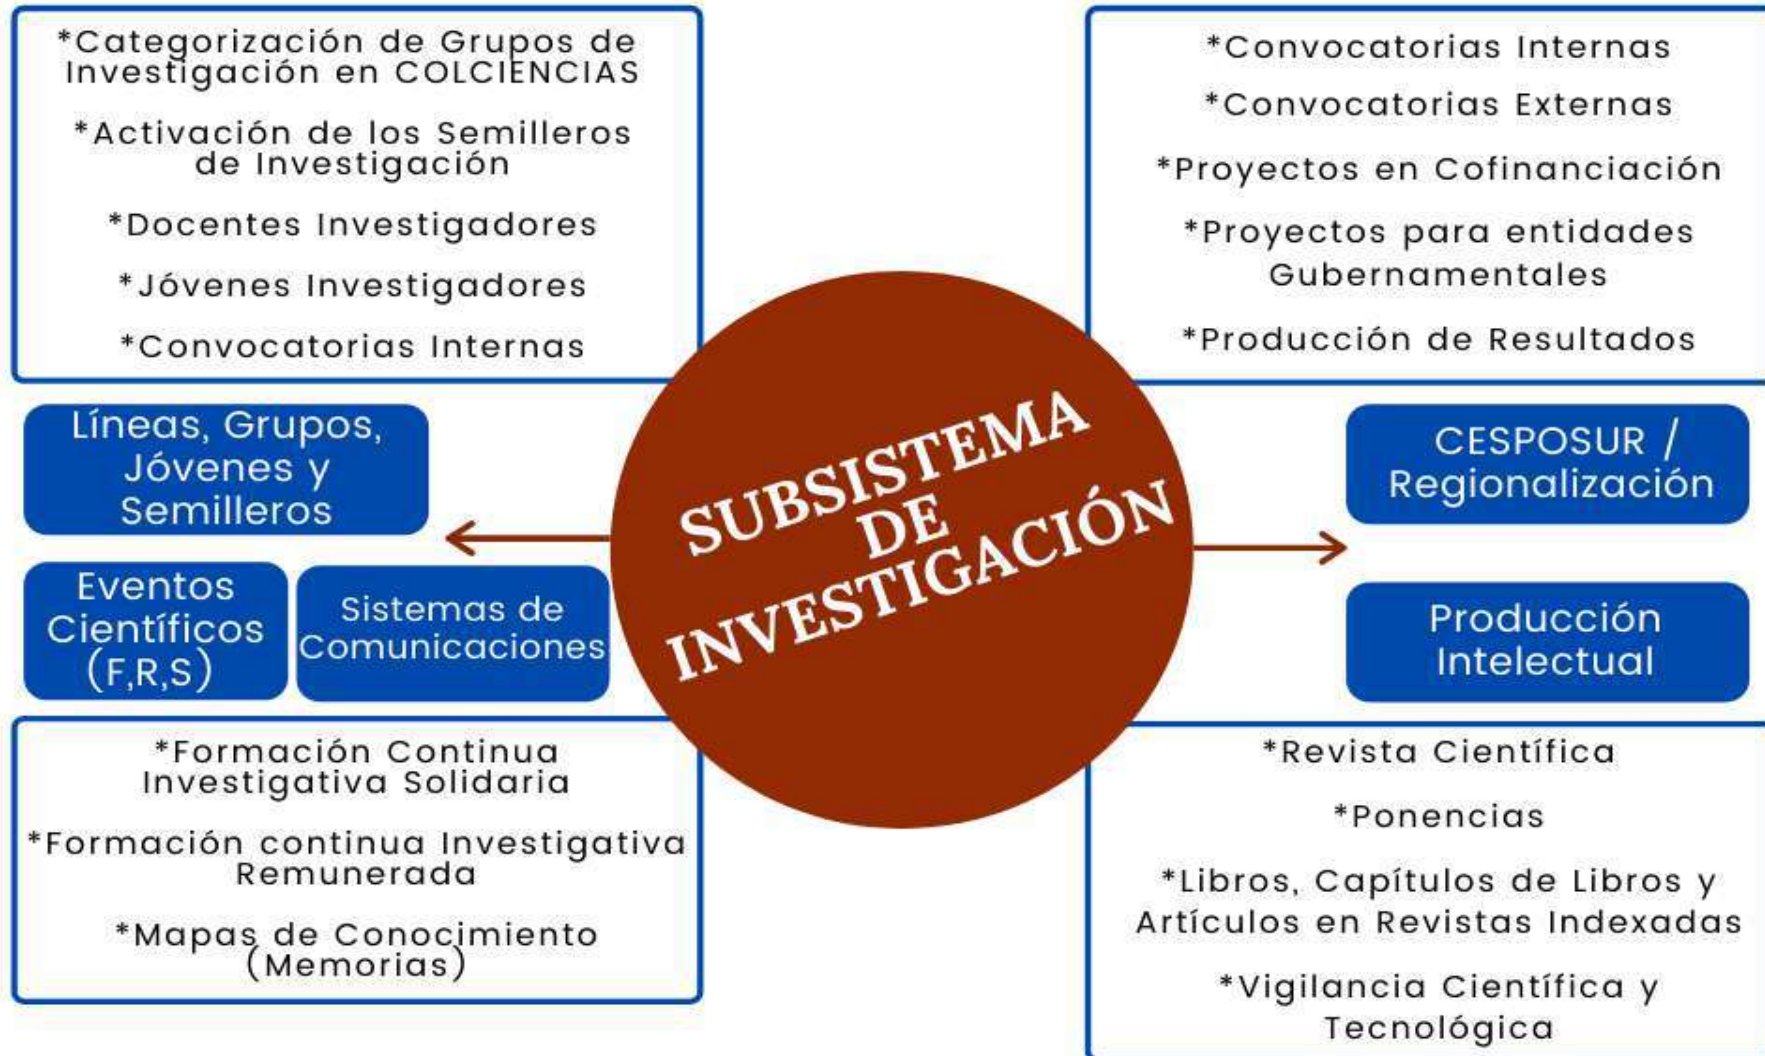 *Categorización de Grupos de
Investigación en COLCIENCIAS
*Activación de los Semilleros
de Investigación
*Docentes Investigadores
*Jóvenes Investigadores
*Convocatorias Internas
*Convocatorias Internas
*Convocatorias Externas
*Proyectos en Cofinanciación
*Proyectos para entidades
Gubernamentales
*Producción de Resultados
Líneas, Grupos,
Jóvenes y
Semilleros
Eventos
Científicos
(F,R,S)
Sistemas de
Comunicaciones
SUBSISTEMA
DE
INVESTIGACIÓN
CESPOSUR /
Regionalización
Producción
Intelectual
*Formación Continua
Investigativa Solidaria
*Formación continua Investigativa
Remunerada
*Mapas de Conocimiento
(Memorias)
*Revista Científica
*Ponencias
*Libros, Capítulos de Libros y
Artículos en Revistas Indexadas
*Vigilancia Científica y
Tecnológica